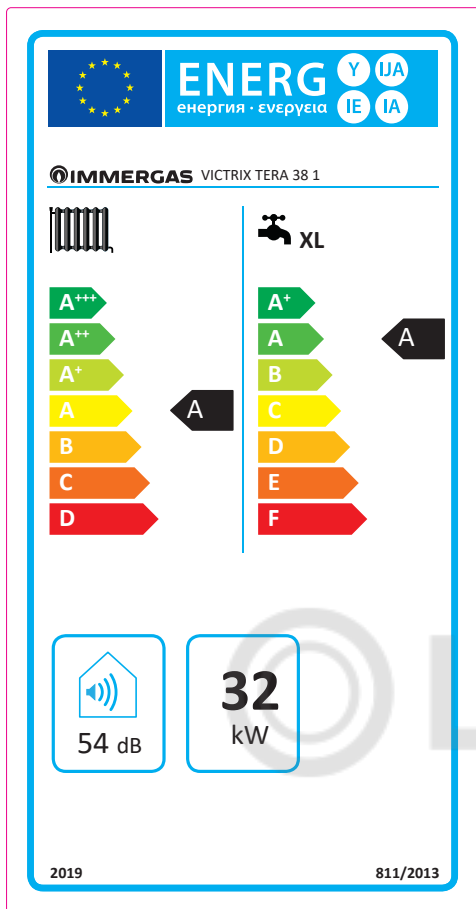 ENERG
енергия · ενεργεια
Y
IJA
IE
IA
IMMERGAS VICTRIX TERA 38 1
XL
A+++
A++
A+
A
B
C
D
A
A+
A
B
C
D
E
F
A
54 dB
32
kW
2019
811/2013